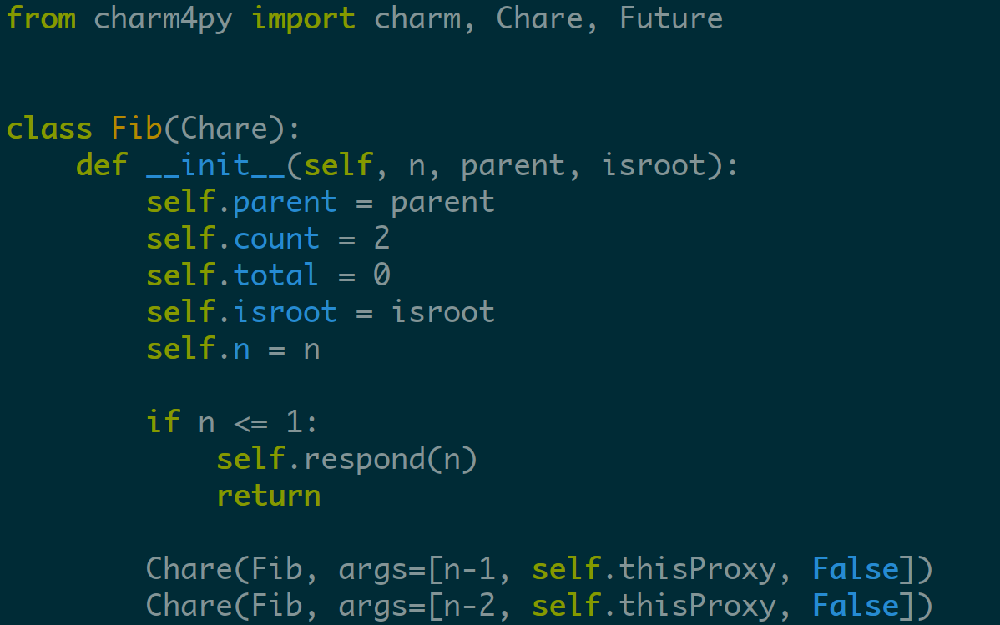 from charm4py import charm, Chare, Future
class Fib(Chare):
    def __init__(self, n, parent, isroot):
        self.parent = parent
        self.count = 2
        self.total = 0
        self.isroot = isroot
        self.n = n
        if n <= 1:
            self.respond(n)
            return
        Chare(Fib, args=[n-1, self.thisProxy, False])
        Chare(Fib, args=[n-2, self.thisProxy, False])